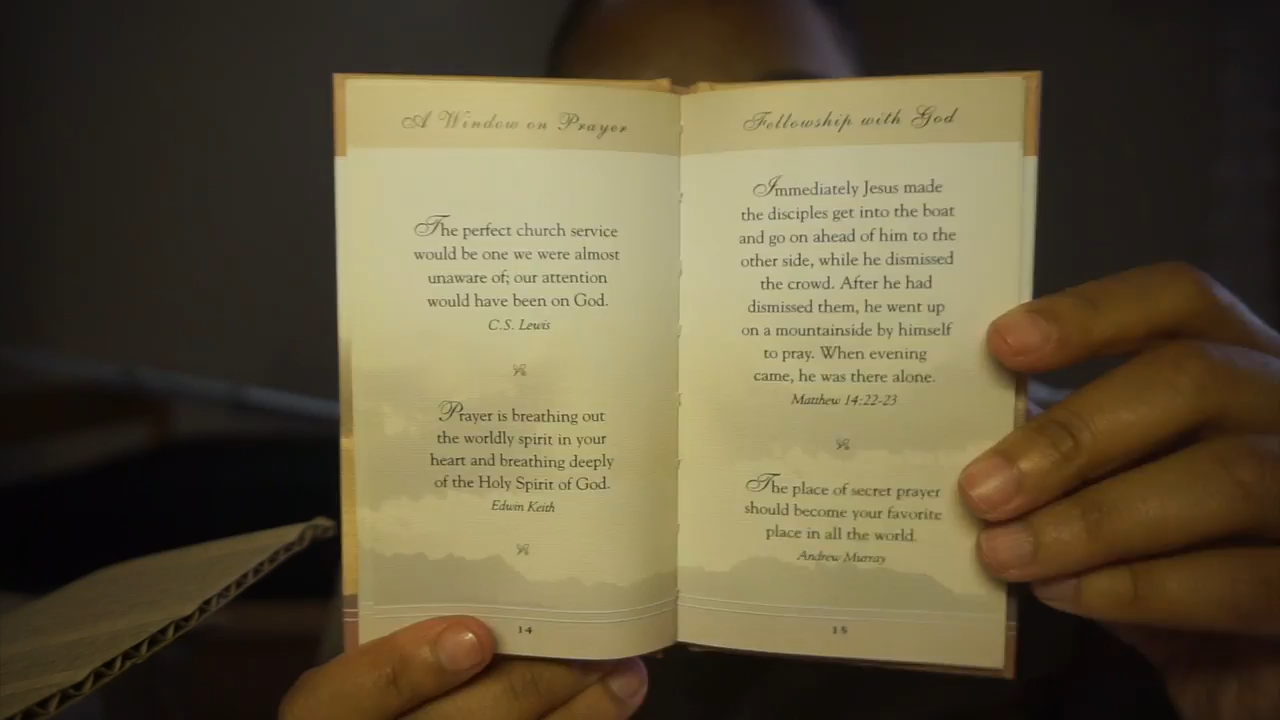 A Window on Prayer
The perfect church service
would be one we were almost
unaware of; our attention
would have been on God.
C.S. Lewis
Prayer is breathing out
the worldly spirit in your
heart and breathing deeply
of the Holy Spirit of God.
Edwin Keith
14
Fellowship with God
Immediately Jesus made
the disciples get into the boat
and go on ahead of him to the
other side, while he dismissed
the crowd. After he had
dismissed them, he went up
on a mountainside by himself
to pray. When evening
came, he was there alone.
Matthew 14:22-23
The place of secret prayer
should become your favorite
place in all the world.
Andrew Murray
15